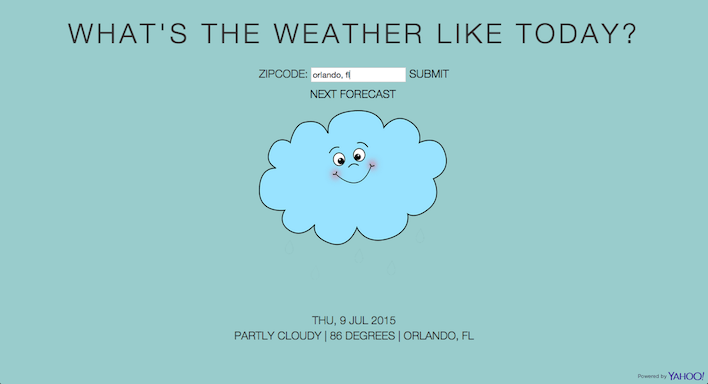 WHAT'S THE WEATHER LIKE TODAY?
ZIPCODE: orlando, fl SUBMIT
NEXT FORECAST
THU, 9 JUL 2015
PARTLY CLOUDY | 86 DEGREES | ORLANDO, FL
Powered by YAHOO!